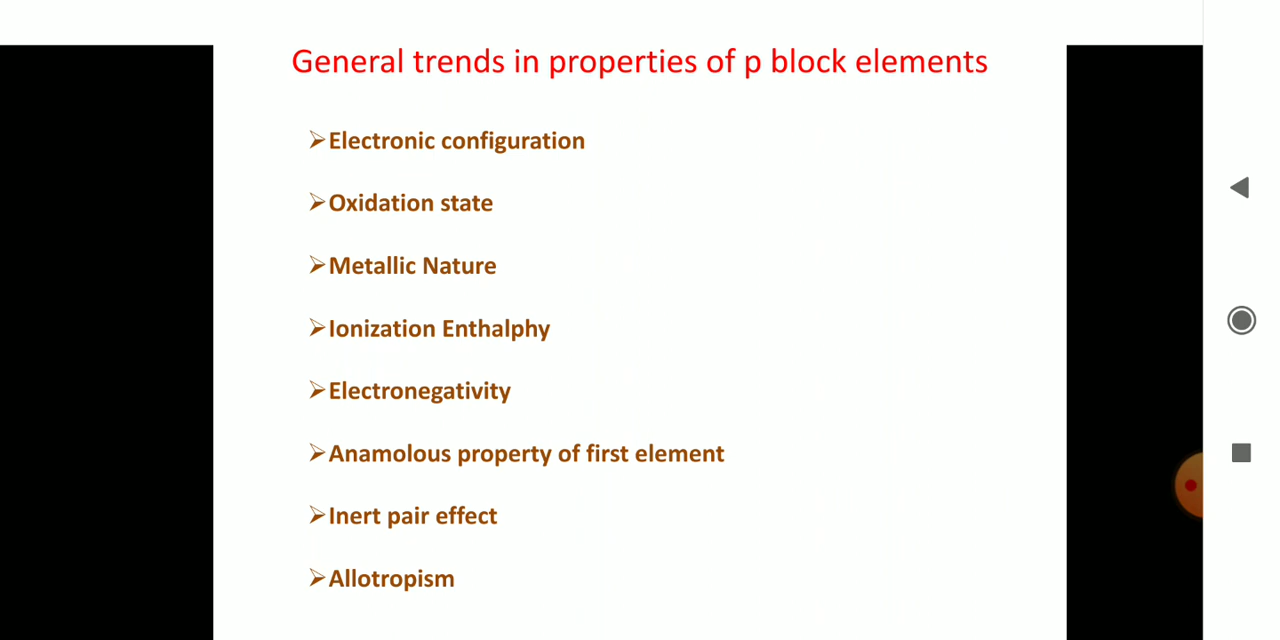 General trends in properties of p block elements
➢Electronic configuration
➢Oxidation state
➢Metallic Nature
➢Ionization Enthalphy
➢Electronegativity
➢Anamolous property of first element
➢Inert pair effect
➢Allotropism